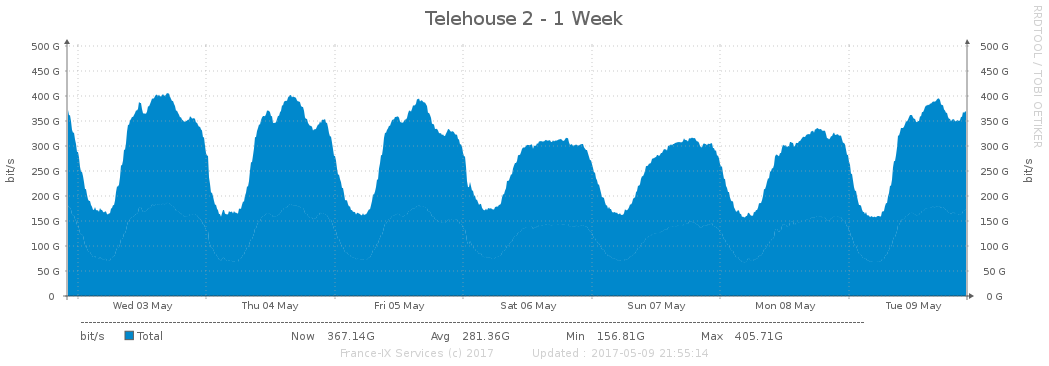 Telehouse 2 - 1 Week
RRDTOOL / TOBI OETIKER
500 G 500 G
450 G 450 G
400 G 400 G
350 G 350 G
300 G 300 G
250 G 250 G
200 G 200 G
150 G 150 G
100 G 100 G
50 G 50 G
0 0 G
bit/s
bit/s
Wed 03 May Thu 04 May Fri 05 May Sat 06 May Sun 07 May Mon 08 May Tue 09 May
bit/s Total Now 367.14G Avg 281.36G Min 156.81G Max 405.71G
France-IX Services (c) 2017 Updated : 2017-05-09 21:55:14